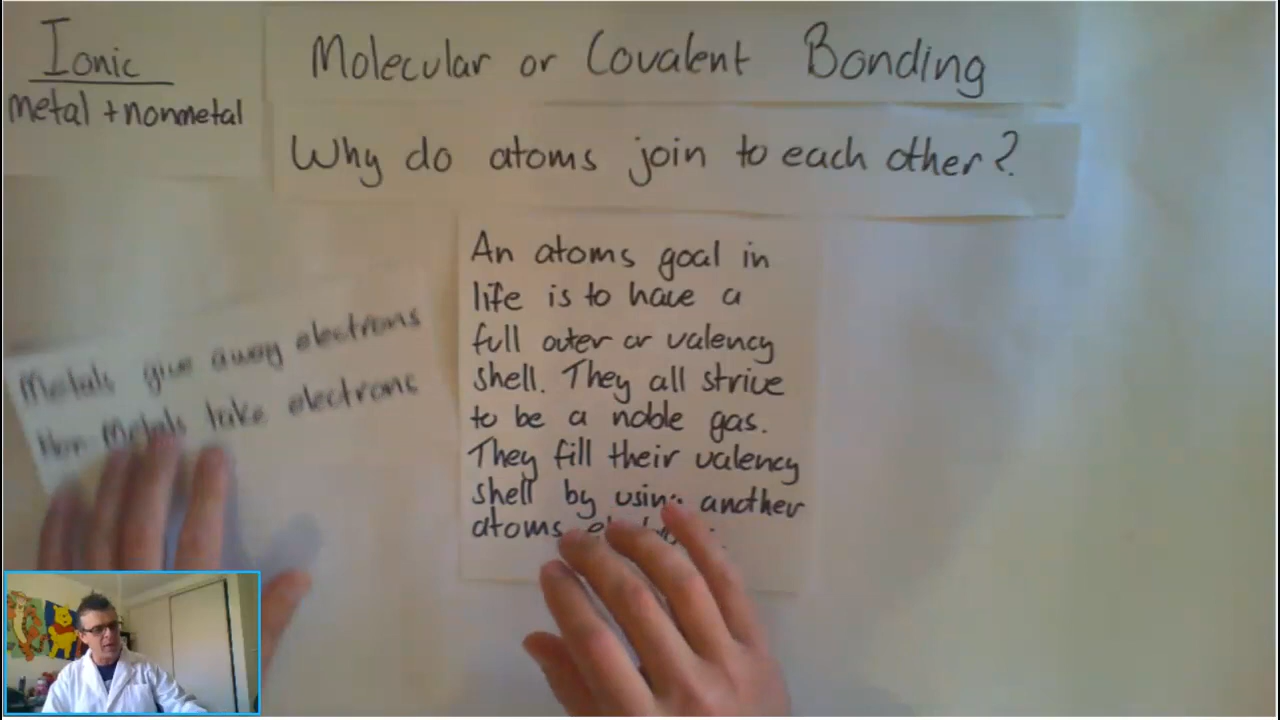 Ionic
metal + nonmetal
Molecular or Covalent Bonding
Why do atoms join to each other?
Metals give away electrons
Non Metals take electrons
An atoms goal in
life is to have a
full outer or valency
shell. They all strive
to be a noble gas.
They fill their valency
shell by using another
atoms